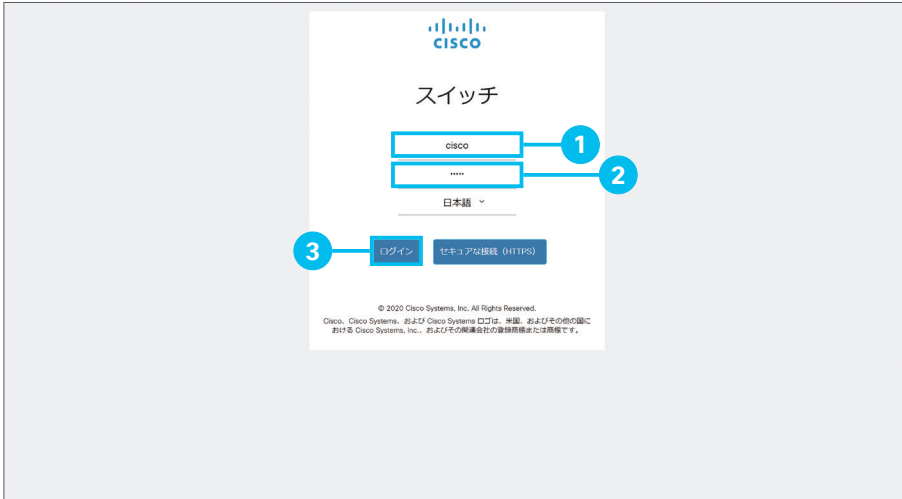 CISCO
スイッチ
cisco
1
•••••
2
日本語
3
ログイン
セキュアな接続（HTTPS）
© 2020 Cisco Systems, Inc. All Rights Reserved.
Cisco、Cisco Systems、および Cisco Systems ロゴは、米国、およびその他の国に
おける Cisco Systems, Inc.、およびその関連会社の登録商標または商標です。